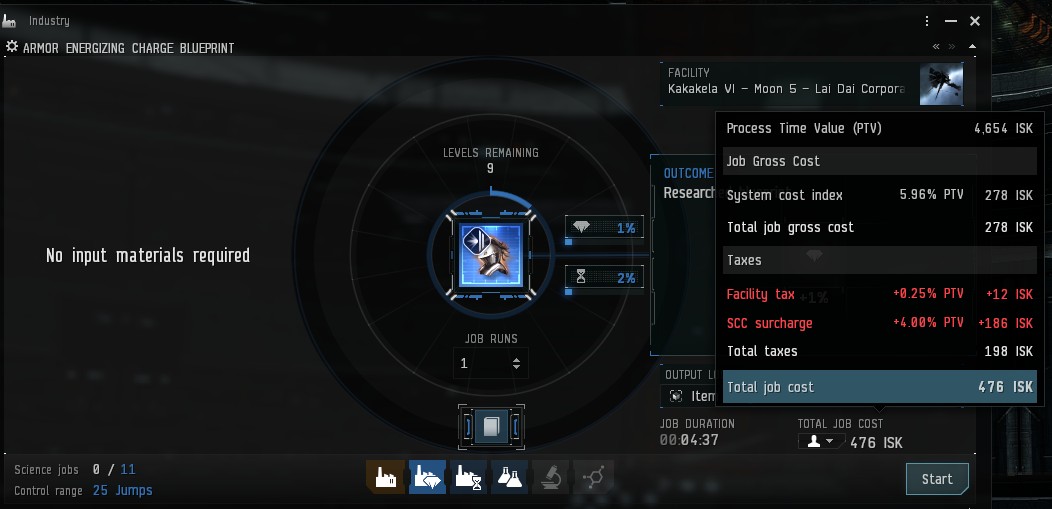 Industry
ARMOR ENERGIZING CHARGE BLUEPRINT
FACILITY
Kakakela VI - Moon 5 - Lai Dai Corpora
Process Time Value (PTV) 4,654 ISK
Job Gross Cost
System cost index 5.96% PTV 278 ISK
Total job gross cost 278 ISK
Taxes
Facility tax +0.25% PTV +12 ISK
SCC surcharge +4.00% PTV +186 ISK
Total taxes 198 ISK
Total job cost 476 ISK
LEVELS REMAINING
9
OUTCOME
Researche
1%
No input materials required
2%
+1%
JOB RUNS
1
OUTPUT L
Item
JOB DURATION
00:04:37
TOTAL JOB COST
476 ISK
Science jobs 0 / 11
Control range 25 Jumps
Start